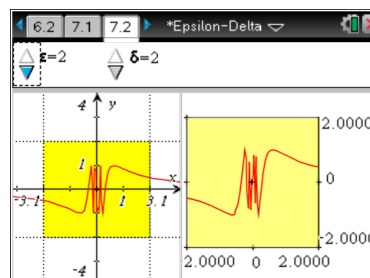 6.2 7.1 7.2 *Epsilon-Delta
ε=2 δ=2
4 y
1
x
-3.1 1 3.1
-4
2.0000
0
-2.0000
2.0000 0 2.0000